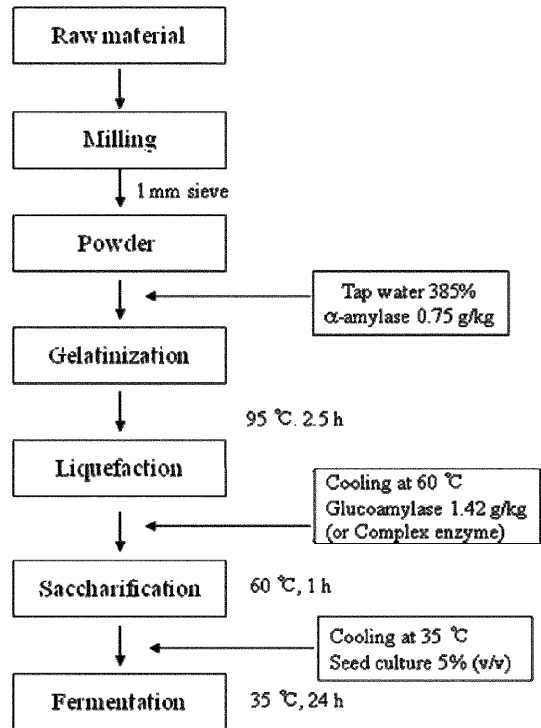 Raw material
Milling
1 mm sieve
Powder
Tap water 385%
α-amylase 0.75 g/kg
Gelatinization
95 ℃. 2.5 h
Liquefaction
Cooling at 60 ℃
Glucoamylase 1.42 g/kg
(or Complex enzyme)
Saccharification
60 ℃, 1 h
Cooling at 35 ℃
Seed culture 5% (v/v)
Fermentation
35 ℃, 24 h